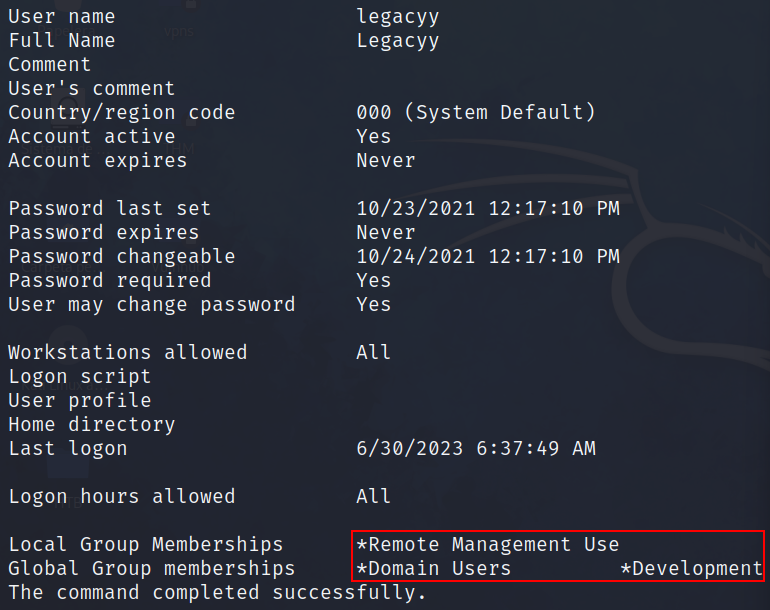 User name legacyy
Full Name Legacyy
Comment
User's comment
Country/region code 000 (System Default)
Account active Yes
Account expires Never
Password last set 10/23/2021 12:17:10 PM
Password expires Never
Password changeable 10/24/2021 12:17:10 PM
Password required Yes
User may change password Yes
Workstations allowed All
Logon script
User profile
Home directory
Last logon 6/30/2023 6:37:49 AM
Logon hours allowed All
Local Group Memberships *Remote Management Use
Global Group memberships *Domain Users *Development
The command completed successfully.